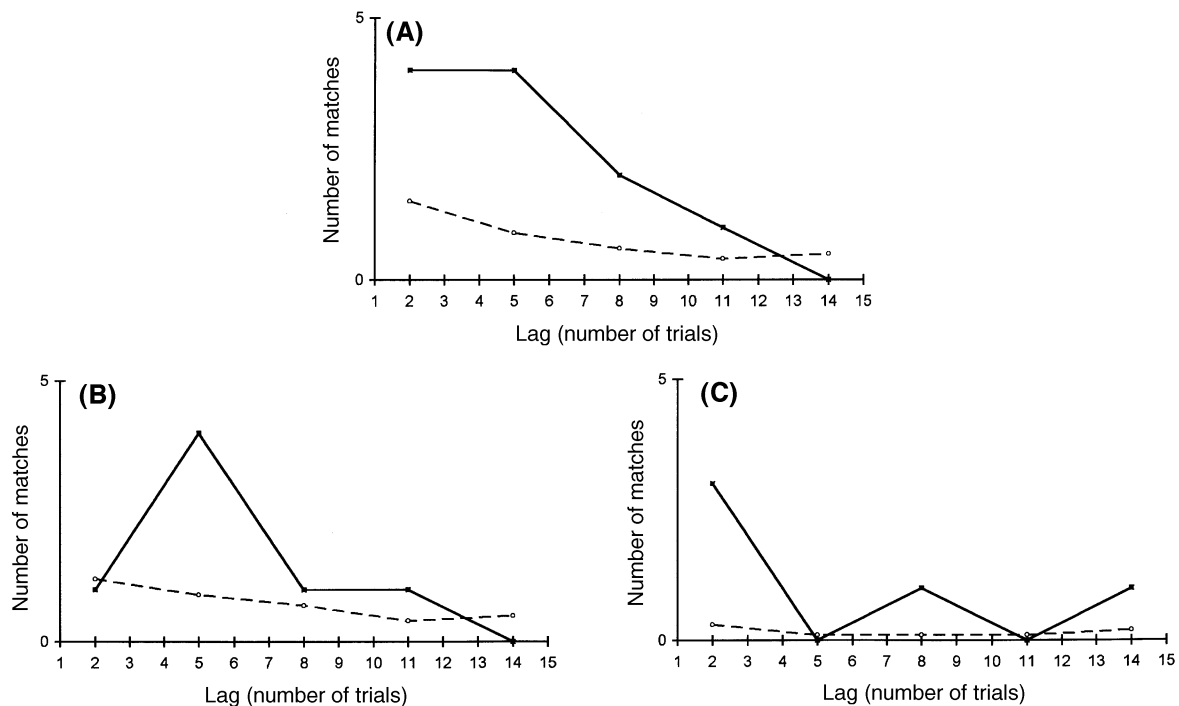 (A)
5
Number of matches
0
1 2 3 4 5 6 7 8 9 10 11 12 13 14 15
Lag (number of trials)
(B)
5
Number of matches
0
1 2 3 4 5 6 7 8 9 10 11 12 13 14 15
Lag (number of trials)
(C)
5
Number of matches
0
1 2 3 4 5 6 7 8 9 10 11 12 13 14 15
Lag (number of trials)